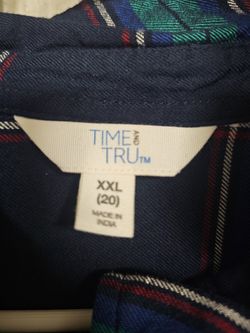 TIME AND
TRU™
XXL
(20)
MADE IN
INDIA